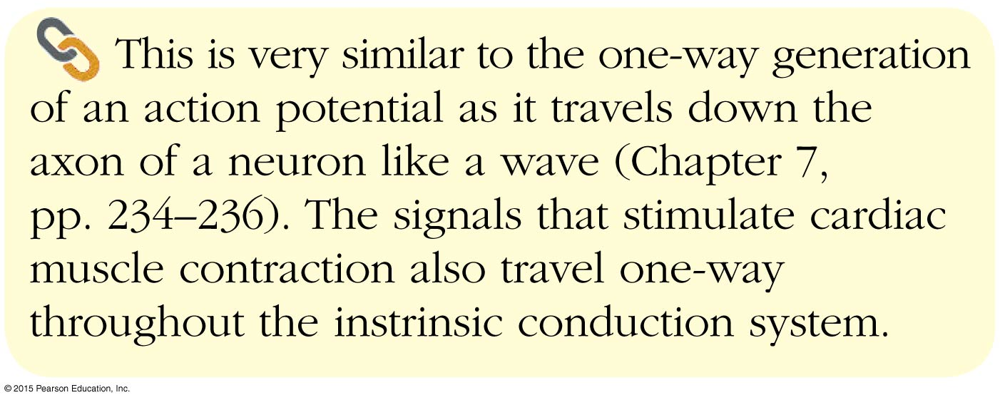 This is very similar to the one-way generation
of an action potential as it travels down the
axon of a neuron like a wave (Chapter 7,
pp. 234–236). The signals that stimulate cardiac
muscle contraction also travel one-way
throughout the instrinsic conduction system.
© 2015 Pearson Education, Inc.